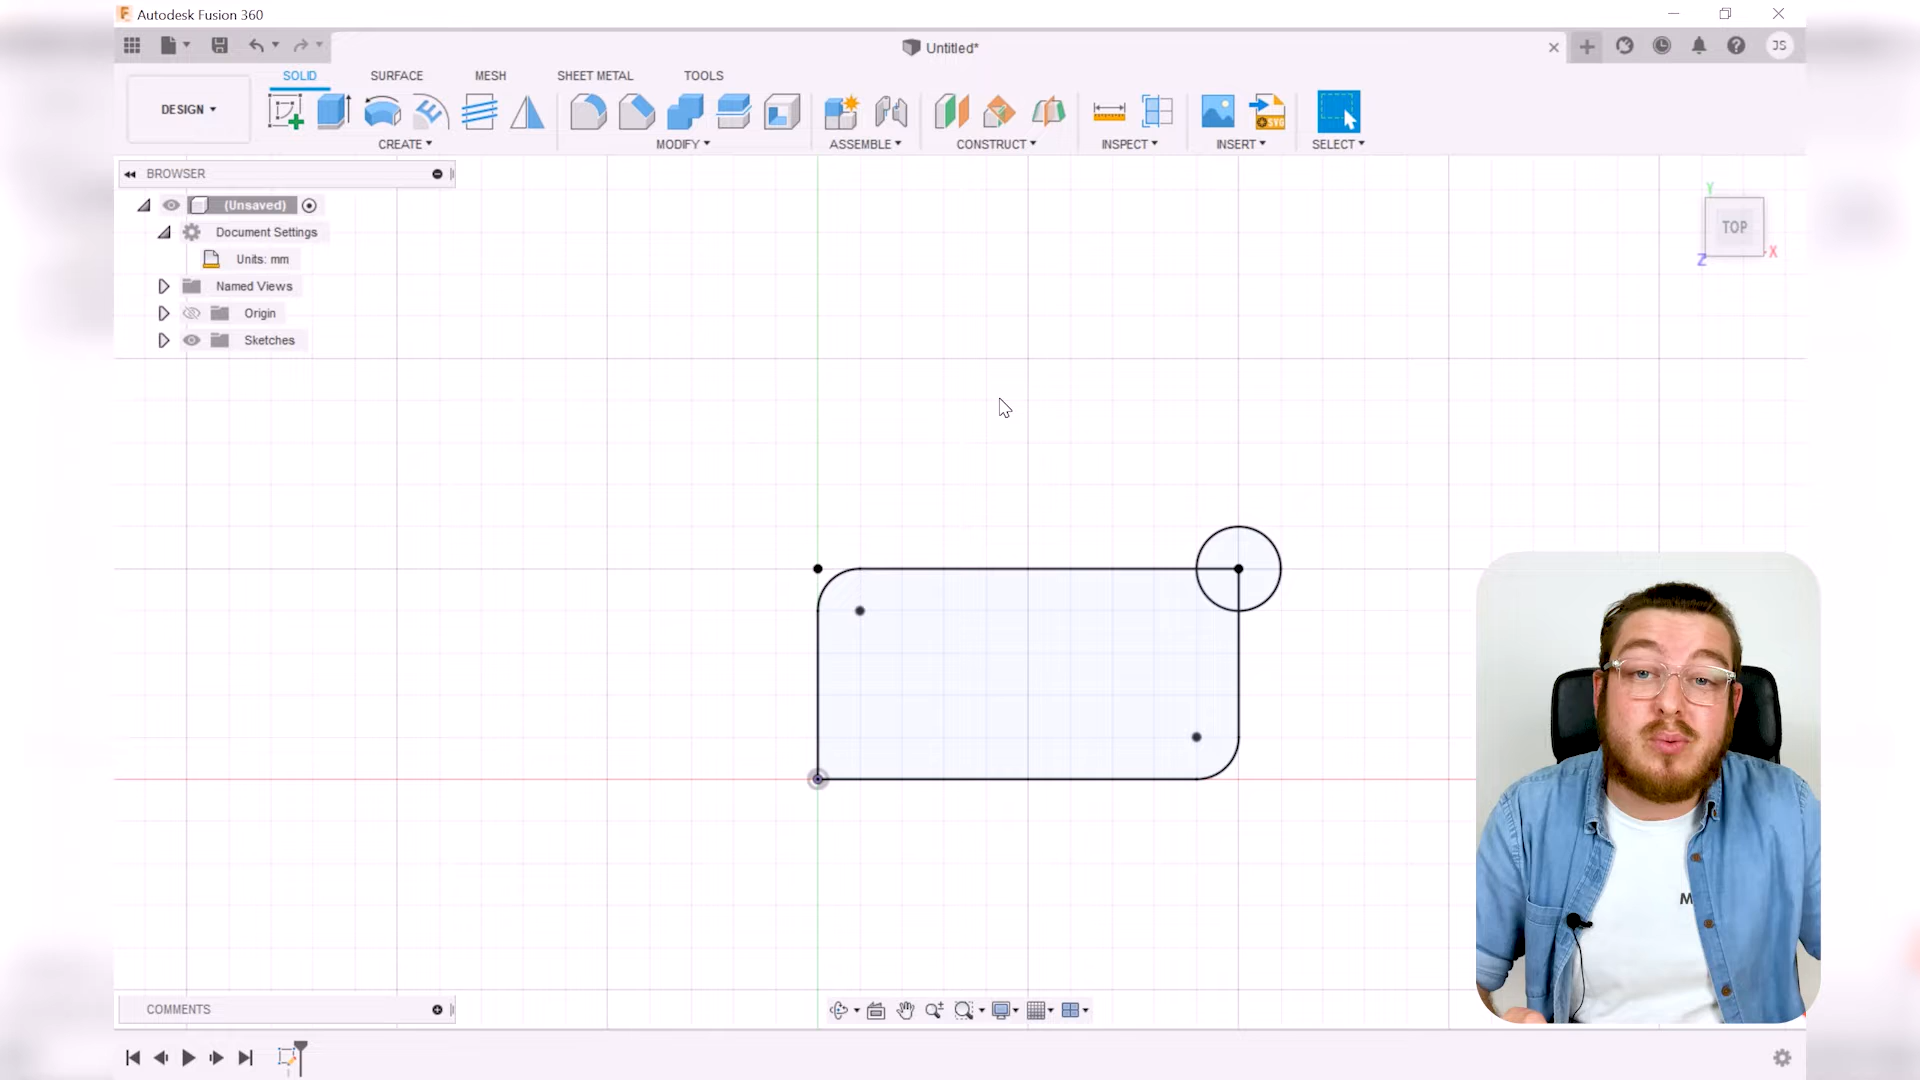 Autodesk Fusion 360
Untitled*
JS
SOLID
SURFACE
MESH
SHEET METAL
TOOLS
DESIGN
CREATE
MODIFY
ASSEMBLE
CONSTRUCT
INSPECT
INSERT
SELECT
SVG
BROWSER
(Unsaved)
Document Settings
Units: mm
Named Views
Origin
Sketches
Y
TOP
X
Z
M
COMMENTS